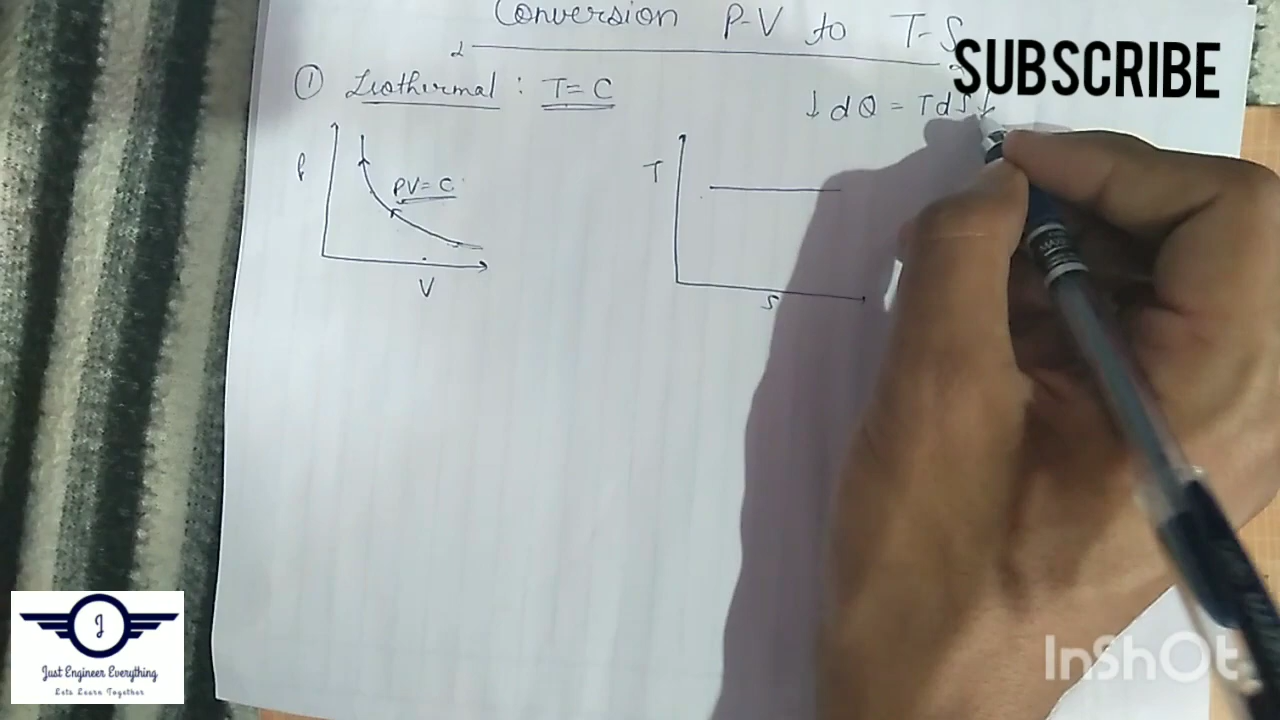 Conversion P-V to T-S
SUBSCRIBE
① Isothermal : T = C
↓ dQ = TdS ↓
P
PV = C
V
T
S
J
Just Engineer Everything
Lets Learn Together
InShOt